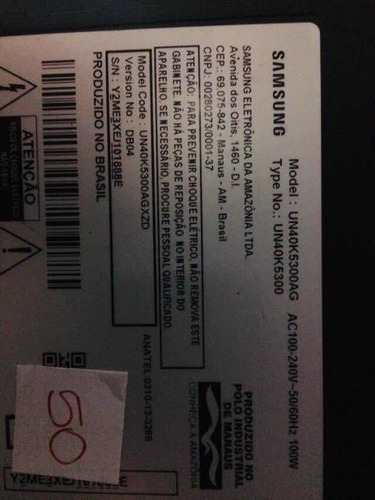 SAMSUNG
Model : UN40K5300AG AC100-240V~50/60Hz 100W
Type No.: UN40K5300
SAMSUNG ELETRÔNICA DA AMAZÔNIA LTDA.
Avenida dos Oitis, 1460 - D.I.
CEP : 69.075-842 - Manaus - AM - Brasil
CNPJ: 00280273/0001-37
ATENÇÃO: PARA PREVENIR CHOQUE ELÉTRICO, NÃO REMOVA ESTE
GABINETE. NÃO HÁ PEÇAS DE REPOSIÇÃO NO INTERIOR DO
APARELHO. SE NECESSÁRIO, PROCURE PESSOAL QUALIFICADO.
Model Code : UN40K5300AGXZD
Version No : DB04
S/N : Y2ME3XEJ101888E
PRODUZIDO NO BRASIL
ATENÇÃO
ANATEL:0310-13-3269
PRODUZIDO NO
POLO INDUSTRIAL
DE MANAUS
CONHEÇA A AMAZÔNIA
50